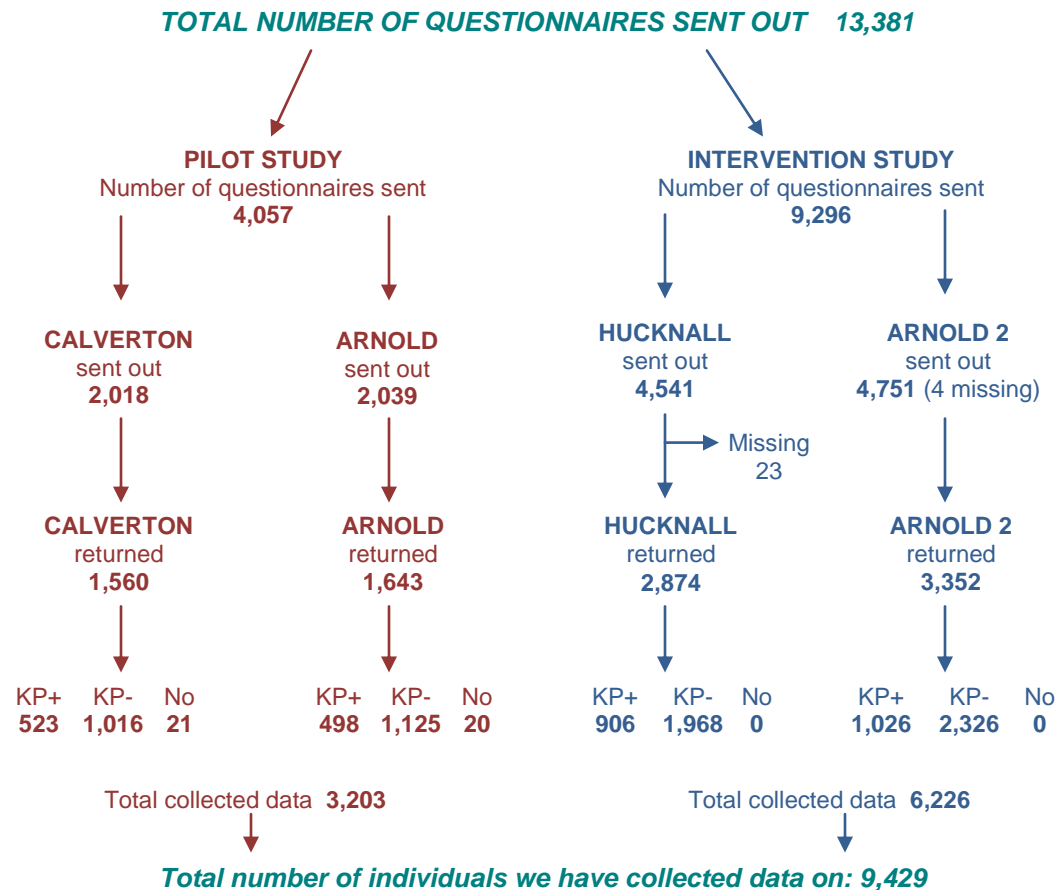 TOTAL NUMBER OF QUESTIONNAIRES SENT OUT 13,381
PILOT STUDY
Number of questionnaires sent
4,057
INTERVENTION STUDY
Number of questionnaires sent
9,296
CALVERTON
sent out
2,018
ARNOLD
sent out
2,039
HUCKNALL
sent out
4,541
ARNOLD 2
sent out
4,751 (4 missing)
Missing
23
CALVERTON
returned
1,560
ARNOLD
returned
1,643
HUCKNALL
returned
2,874
ARNOLD 2
returned
3,352
KP+ KP- No
523 1,016 21
KP+ KP- No
498 1,125 20
KP+ KP- No
906 1,968 0
KP+ KP- No
1,026 2,326 0
Total collected data 3,203
Total collected data 6,226
Total number of individuals we have collected data on: 9,429